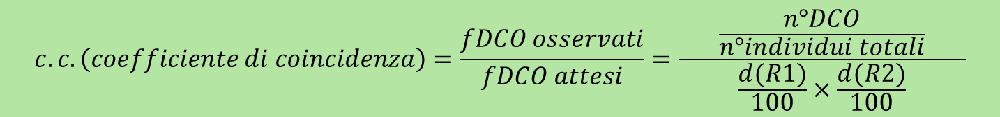 c.c.(coefficiente di coincidenza) = fDCO osservati / fDCO attesi = (n°DCO / n°individui totali) / (d(R1)/100 × d(R2)/100)